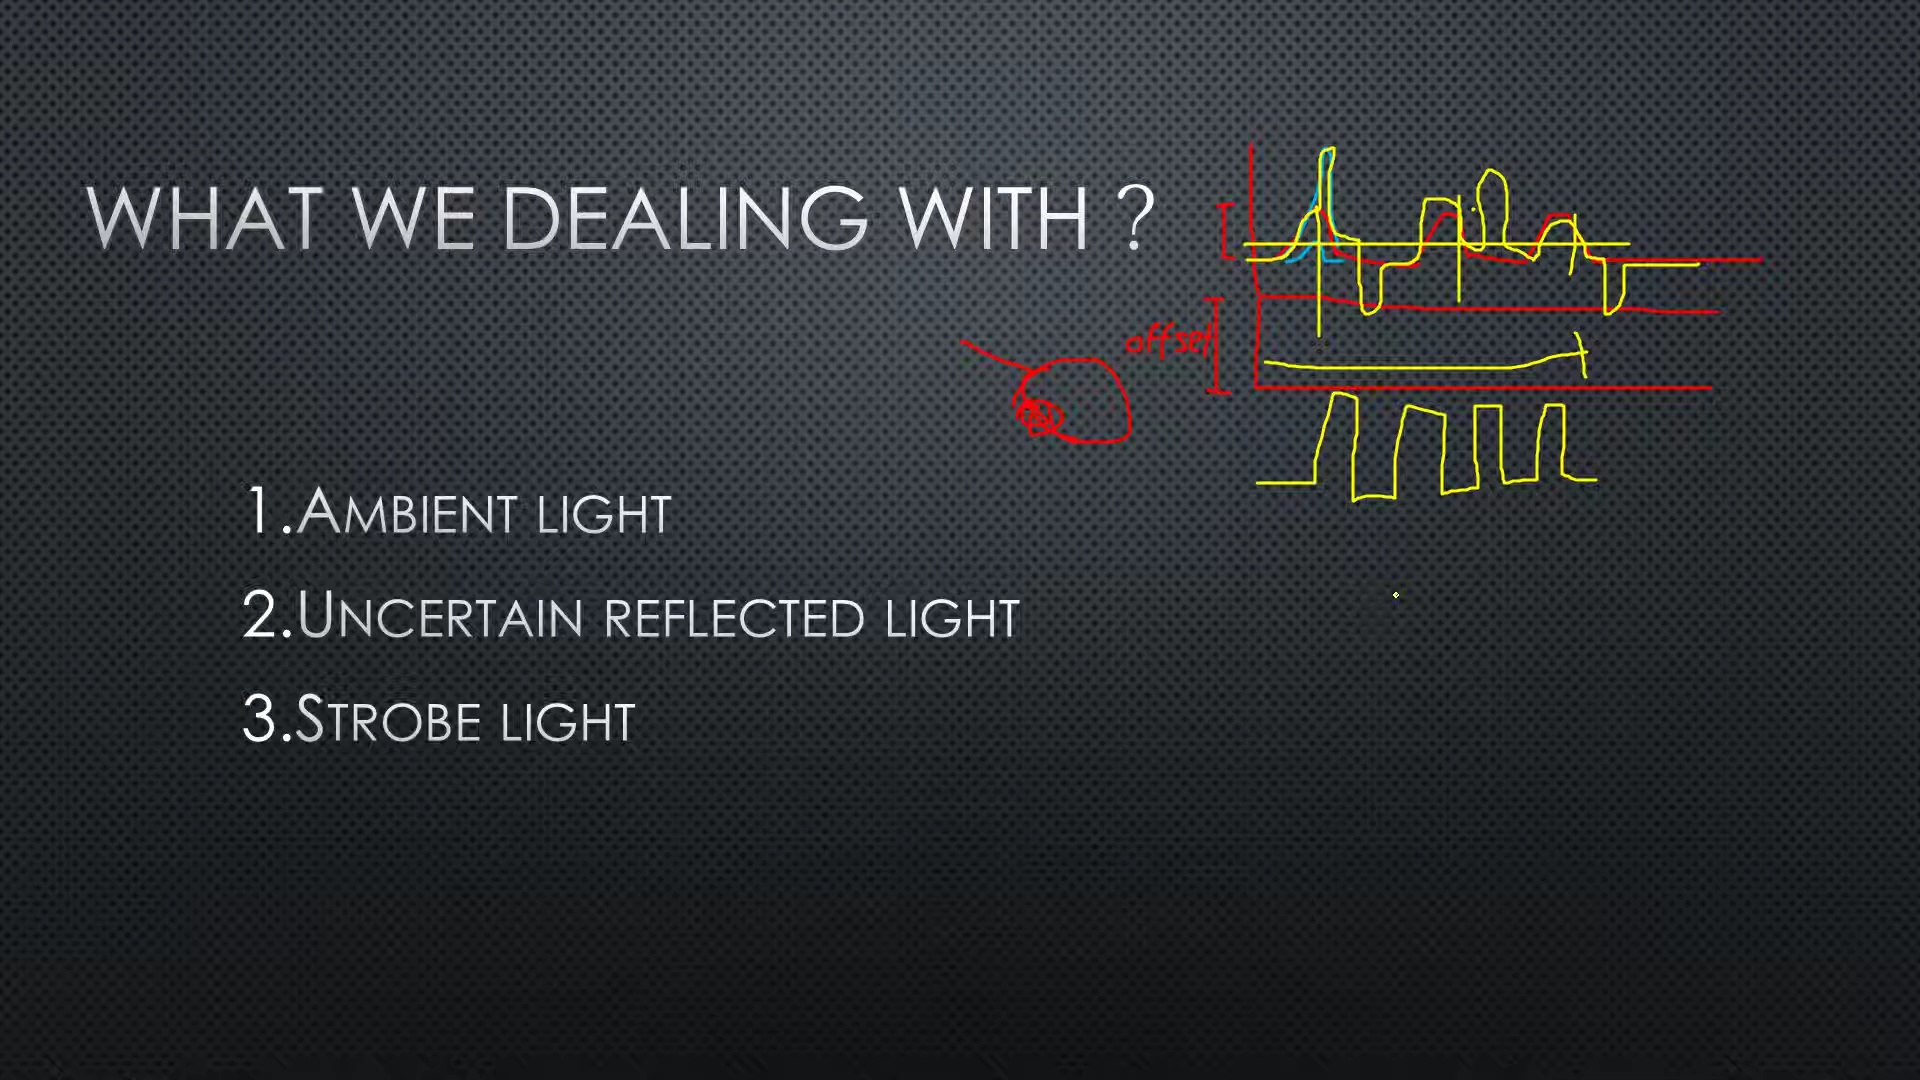 WHAT WE DEALING WITH ?
offset
1.AMBIENT LIGHT
2.UNCERTAIN REFLECTED LIGHT
3.STROBE LIGHT